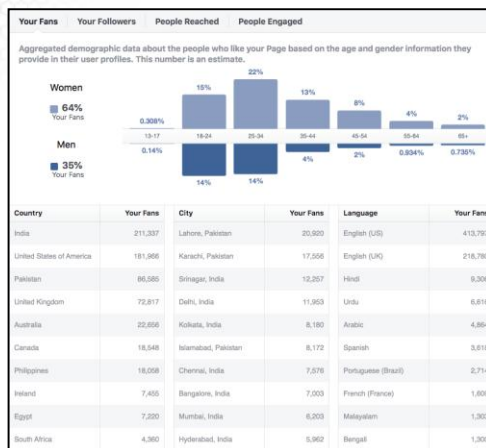 Your Fans Your Followers People Reached People Engaged
Aggregated demographic data about the people who like your Page based on the age and gender information they
provide in their user profiles. This number is an estimate.
Women
64%
Your Fans
Men
35%
Your Fans
0.309% 15% 22% 13% 8% 4% 2%
13-17 18-24 25-34 35-44 45-54 55-64 65+
0.14% 14% 14% 4% 2% 0.934% 0.735%
Country Your Fans City Your Fans Language Your Fans
India 211,337 Lahore, Pakistan 20,920 English (US)
United States of America 181,966 Karachi, Pakistan 17,556 English (UK)
Pakistan 86,585 Srinagar, India 12,257 Hindi
United Kingdom 72,817 Delhi, India 11,953 Urdu
Australia 22,656 Kolkata, India 8,180 Arabic
Canada 18,548 Islamabad, Pakistan 8,172 Spanish
Philippines 18,058 Chennai, India 7,576 Portuguese (Brazil)
Ireland 7,455 Bangalore, India 7,003 French (France)
Egypt 7,220 Mumbai, India 6,203 Malayalam
South Africa 4,360 Hyderabad, India 5,962 Bengali